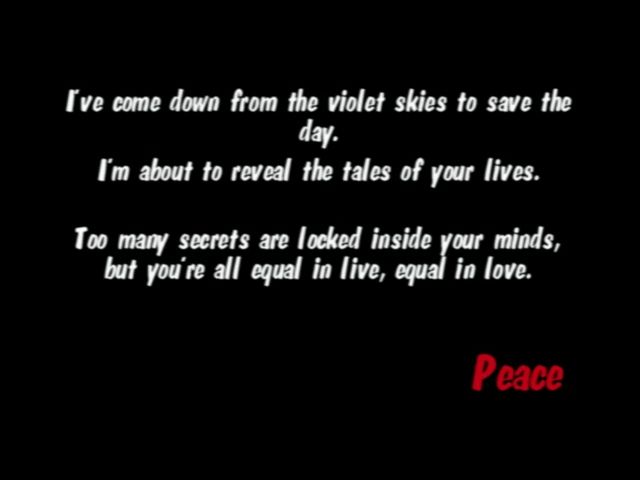 I've come down from the violet skies to save the
day.
I'm about to reveal the tales of your lives.
Too many secrets are locked inside your minds,
but you're all equal in live, equal in love.
Peace